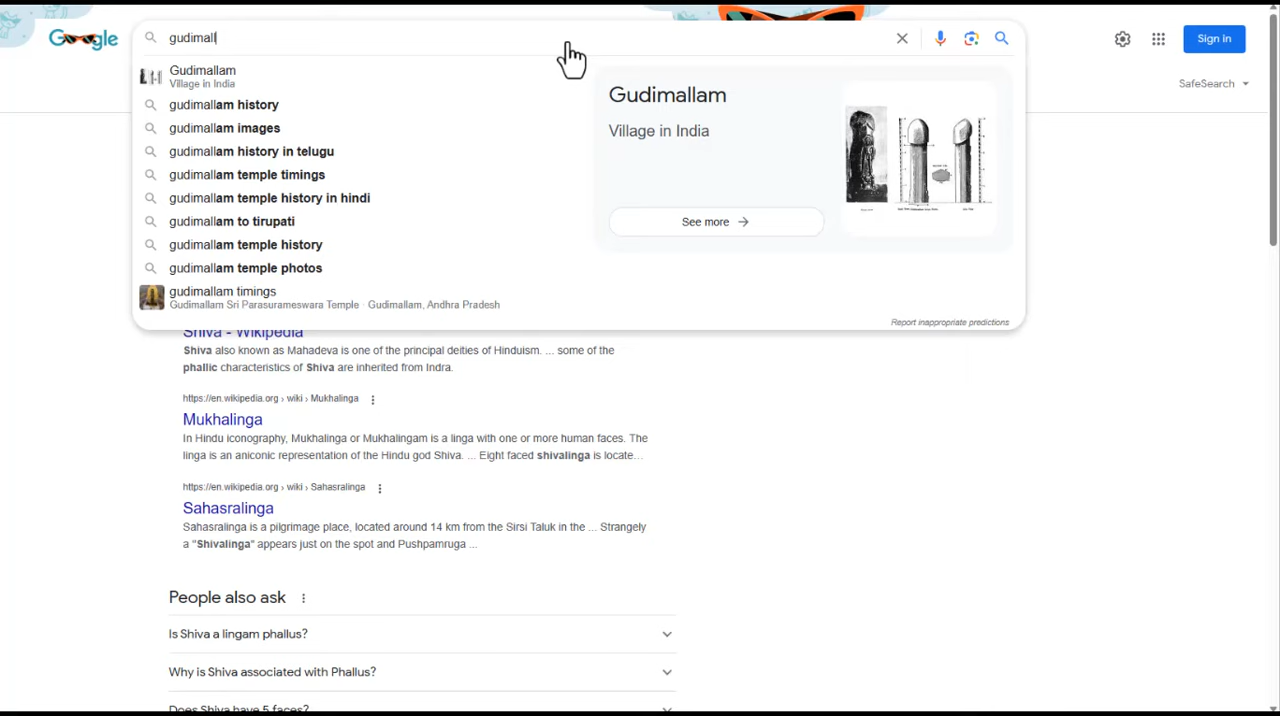 Google
gudimall
Sign in
Gudimallam
Village in India
gudimallam history
gudimallam images
gudimallam history in telugu
gudimallam temple timings
gudimallam temple history in hindi
gudimallam to tirupati
gudimallam temple history
gudimallam temple photos
gudimallam timings
Gudimallam Sri Parasurameswara Temple · Gudimallam, Andhra Pradesh
Gudimallam
Village in India
See more
Report inappropriate predictions
SafeSearch
Shiva - Wikipedia
Shiva also known as Mahadeva is one of the principal deities of Hinduism. ... some of the
phallic characteristics of Shiva are inherited from Indra.
https://en.wikipedia.org › wiki › Mukhalinga
Mukhalinga
In Hindu iconography, Mukhalinga or Mukhalingam is a linga with one or more human faces. The
linga is an aniconic representation of the Hindu god Shiva. ... Eight faced shivalinga is locate...
https://en.wikipedia.org › wiki › Sahasralinga
Sahasralinga
Sahasralinga is a pilgrimage place, located around 14 km from the Sirsi Taluk in the ... Strangely
a "Shivalinga" appears just on the spot and Pushpamruga ...
People also ask
Is Shiva a lingam phallus?
Why is Shiva associated with Phallus?
Does Shiva have 5 faces?